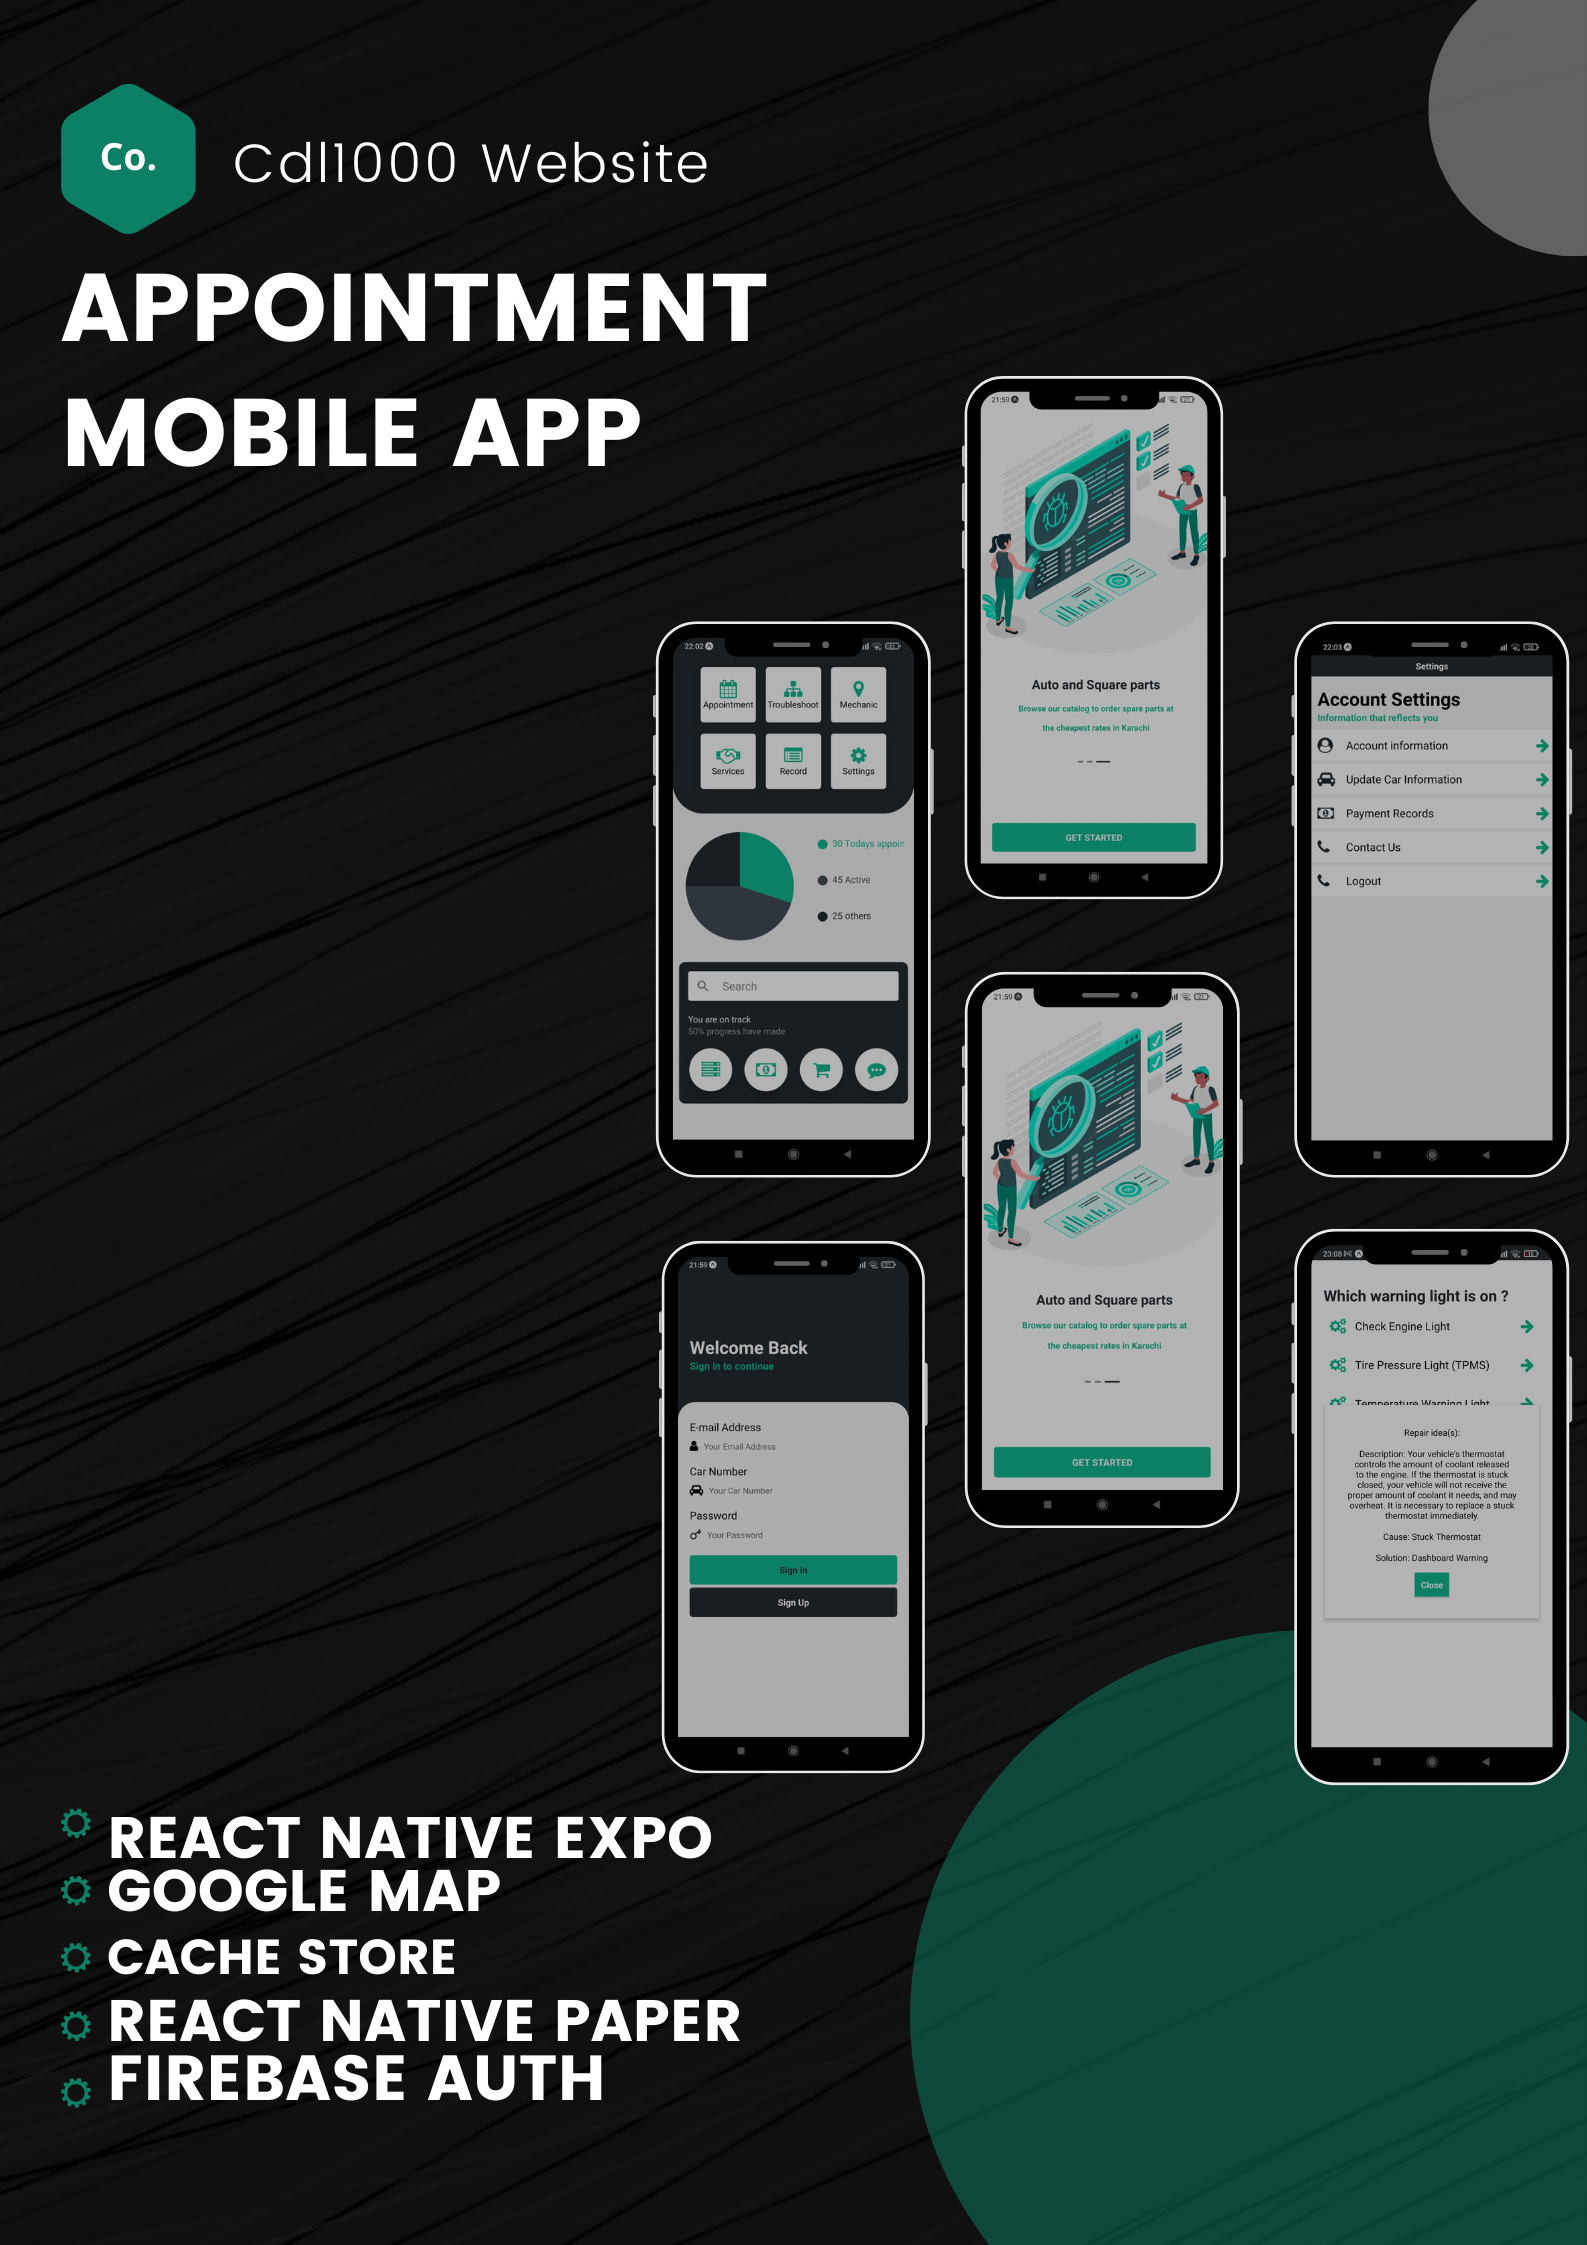 Co.
Cdl1000 Website
APPOINTMENT
MOBILE APP
21:59
Auto and Square parts
Browse our catalog to order spare parts at
the cheapest rates in Karachi
GET STARTED
22:02
Appointment
Troubleshoot
Mechanic
Services
Record
Settings
30 Todays appoin
45 Active
25 others
Search
You are on track
50% progress have made
22:03
Settings
Account Settings
Information that reflects you
Account information
Update Car Information
Payment Records
Contact Us
Logout
21:59
Auto and Square parts
Browse our catalog to order spare parts at
the cheapest rates in Karachi
GET STARTED
21:59
Welcome Back
Sign in to continue
E-mail Address
Your Email Address
Car Number
Your Car Number
Password
Your Password
Sign In
Sign Up
23:08
Which warning light is on ?
Check Engine Light
Tire Pressure Light (TPMS)
Temperature Warning Light
Repair idea(s):
Description: Your vehicle's thermostat
controls the amount of coolant released
to the engine. If the thermostat is stuck
closed, your vehicle will not receive the
proper amount of coolant it needs, and may
overheat. It is necessary to replace a stuck
thermostat immediately.
Cause: Stuck Thermostat
Solution: Dashboard Warning
Close
REACT NATIVE EXPO
GOOGLE MAP
CACHE STORE
REACT NATIVE PAPER
FIREBASE AUTH